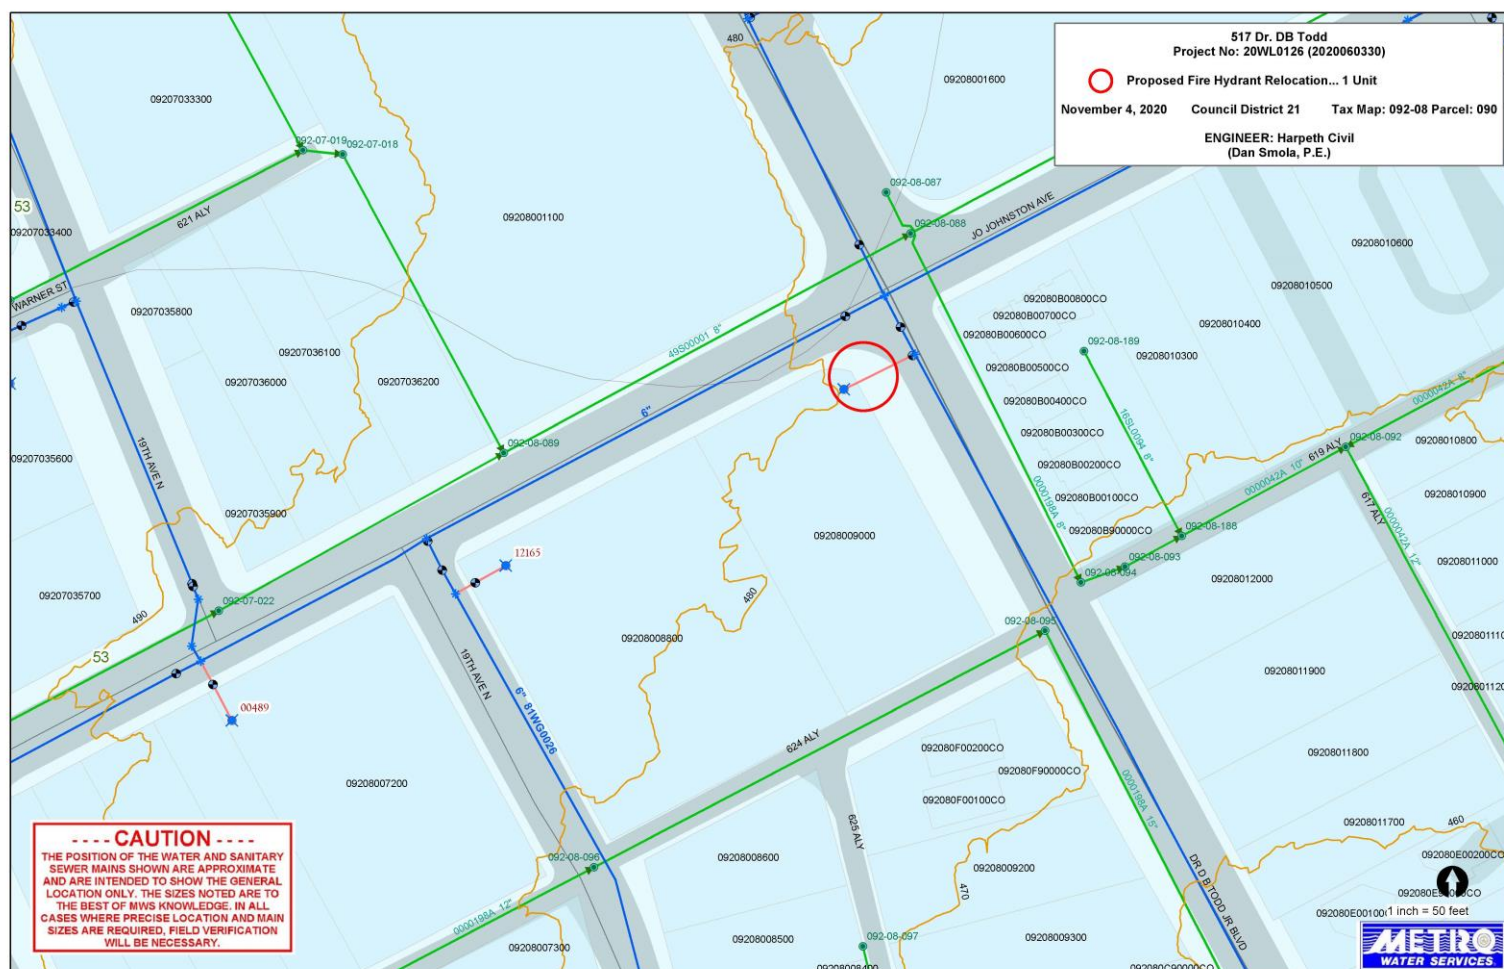 517 Dr. DB Todd
Project No: 20WL0126 (2020060330)
Proposed Fire Hydrant Relocation... 1 Unit
November 4, 2020 Council District 21 Tax Map: 092-08 Parcel: 090
ENGINEER: Harpeth Civil
(Dan Smola, P.E.)
480
09208001600
09207033300
092-07-019
092-07-018
092-08-087
53
621 ALY
09208001100
JO JOHNSTON AVE
09207033400
092-08-088
09208010600
WARNER ST
09208010500
092080B00800CO
09207035800
092080B00700CO
09208010400
092080B00600CO
49S00001 8"
09207036100
092-08-189
09208010300
092080B00500CO
09207036000
09207036200
0000042A 8"
092080B00400CO
6"
16SL0094 8"
092080B00300CO
19TH AVE N
092-08-089
092-08-092
09208010800
619 ALY
09207035600
092080B00200CO
0000042A 10"
092080B00100CO
0000198A 8"
617 ALY
09208010900
09207035900
0000042A 12"
092080B90000CO
09208009000
092-08-188
12165
092-08-093
09208011000
092-08-094
09208012000
09207035700
480
490
092-07-022
092-08-095
09208008800
0920801110
53
19TH AVE N
09208011900
0920801120
00489
6" 81WG0026
624 ALY
092080F00200CO
09208011800
092080F90000CO
09208007200
092080F00100CO
0000198A 15"
625 ALY
09208011700
460
092-08-096
09208008600
092080E00200CO
09208009200
DR D B TODD JR BLVD
470
1 inch = 50 feet
0000198A 12"
09208007300
09208008500
092-08-097
09208009300
09208008400
092080C90000CO
---- CAUTION ----
THE POSITION OF THE WATER AND SANITARY
SEWER MAINS SHOWN ARE APPROXIMATE
AND ARE INTENDED TO SHOW THE GENERAL
LOCATION ONLY. THE SIZES NOTED ARE TO
THE BEST OF MWS KNOWLEDGE. IN ALL
CASES WHERE PRECISE LOCATION AND MAIN
SIZES ARE REQUIRED, FIELD VERIFICATION
WILL BE NECESSARY.
METRO
WATER SERVICES